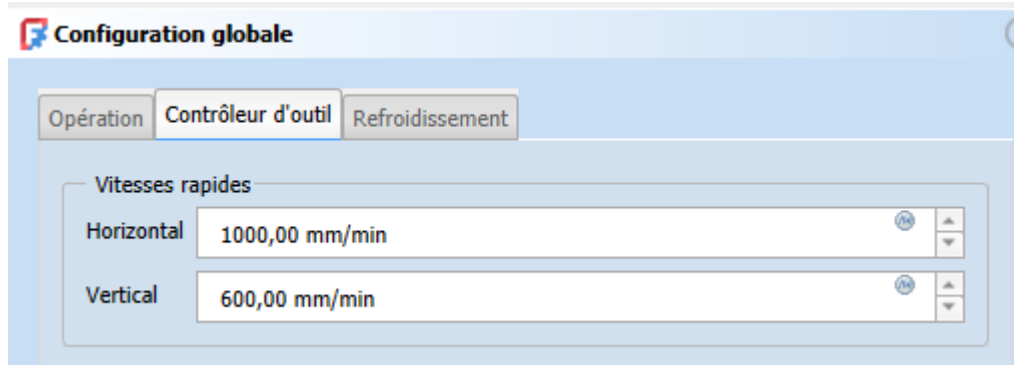 Configuration globale
Opération Contrôleur d'outil Refroidissement
Vitesses rapides
Horizontal 1000,00 mm/min
Vertical 600,00 mm/min